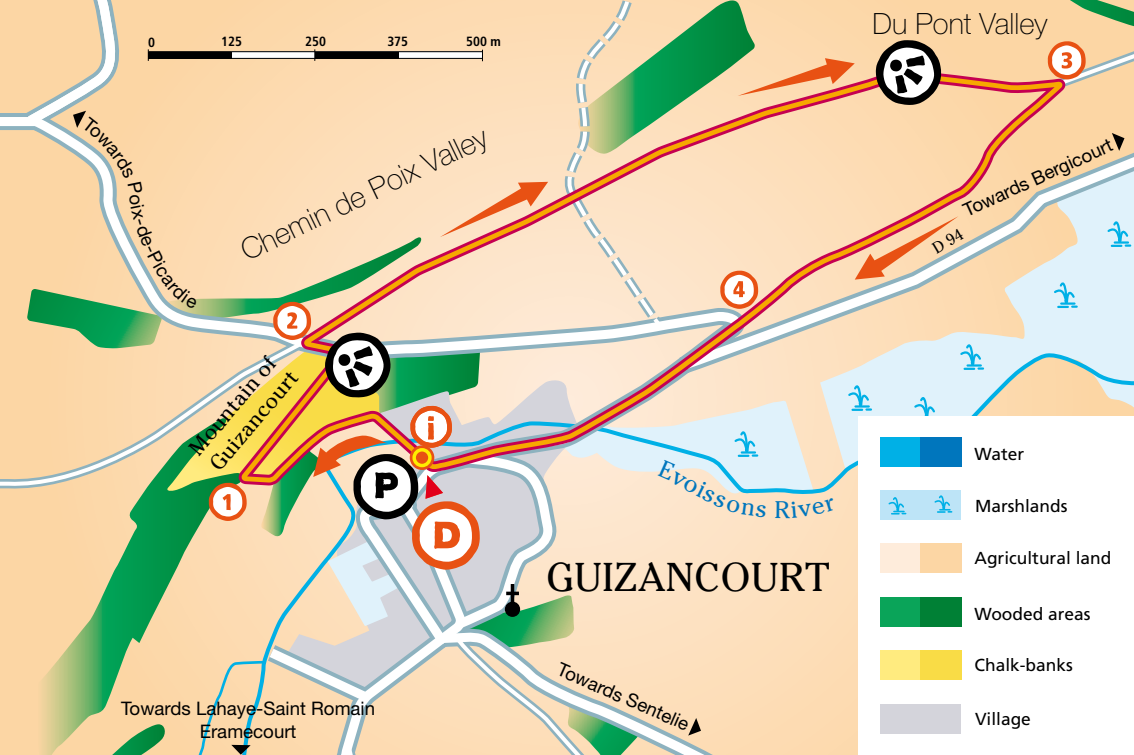 Du Pont Valley
0 125 250 375 500 m
3
Towards Poix-de-Picardie
Chemin de Poix Valley
Towards Bergicourt
D 94
4
2
Mountain of
Guizancourt
i
1
P
D
Evoissons River
GUIZANCOURT
Water
Marshlands
Agricultural land
Wooded areas
Chalk-banks
Village
Towards Sentelie
Towards Lahaye-Saint Romain
Eramecourt